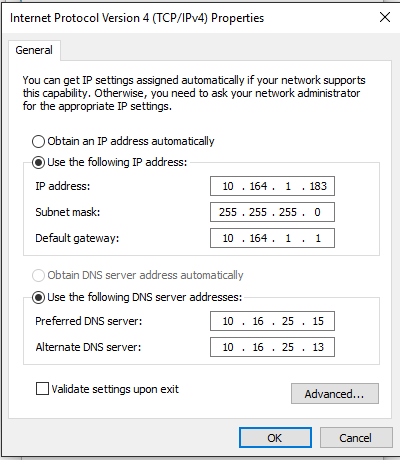 Internet Protocol Version 4 (TCP/IPv4) Properties
General
You can get IP settings assigned automatically if your network supports
this capability. Otherwise, you need to ask your network administrator
for the appropriate IP settings.
Obtain an IP address automatically
Use the following IP address:
IP address: 10 . 164 . 1 . 183
Subnet mask: 255 . 255 . 255 . 0
Default gateway: 10 . 164 . 1 . 1
Obtain DNS server address automatically
Use the following DNS server addresses:
Preferred DNS server: 10 . 16 . 25 . 15
Alternate DNS server: 10 . 16 . 25 . 13
Validate settings upon exit
Advanced...
OK Cancel